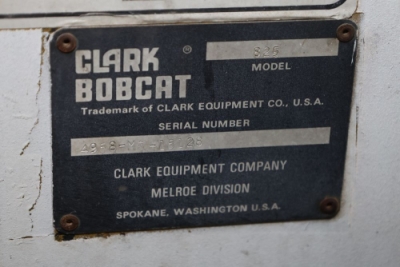 CLARK ®
BOBCAT
MODEL
Trademark of CLARK EQUIPMENT CO., U.S.A.
SERIAL NUMBER
CLARK EQUIPMENT COMPANY
MELROE DIVISION
SPOKANE, WASHINGTON U.S.A.